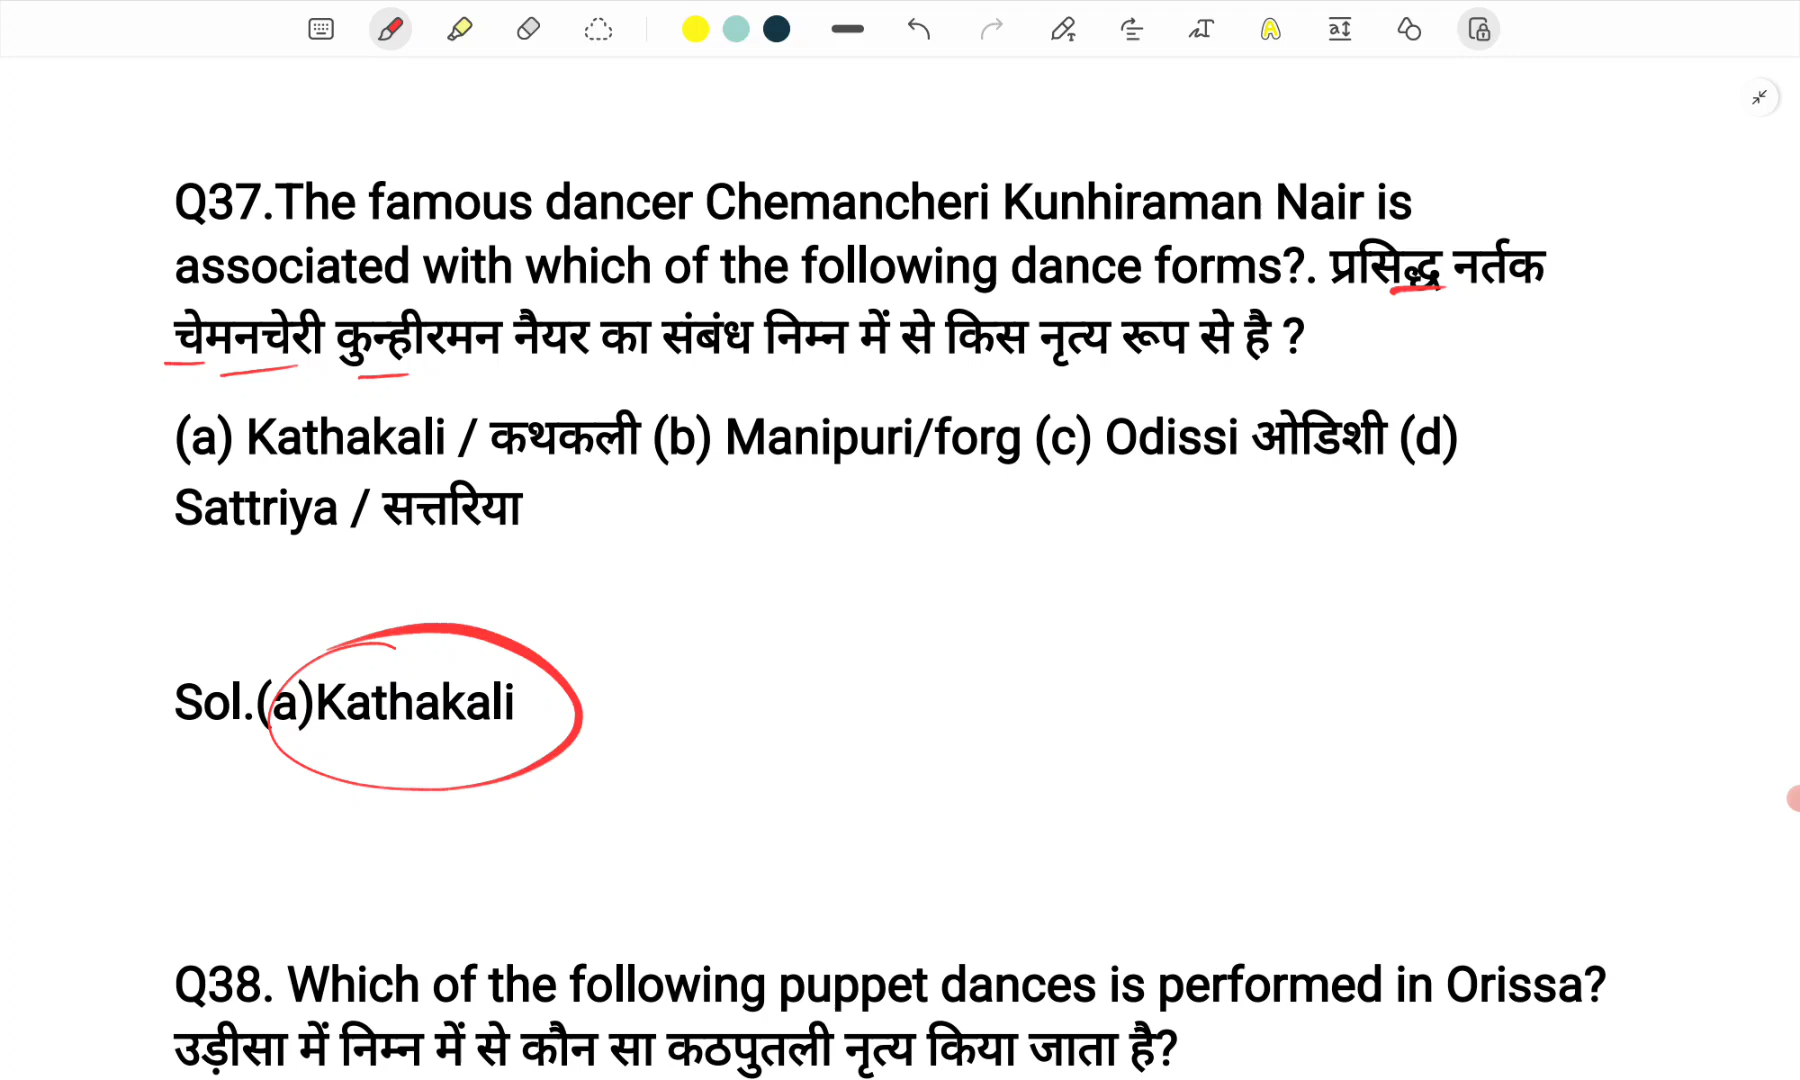 Q37.The famous dancer Chemancheri Kunhiraman Nair is
associated with which of the following dance forms?. प्रसिद्ध नर्तक
चेमनचेरी कुन्हीरमन नैयर का संबंध निम्न में से किस नृत्य रूप से है ?
(a) Kathakali / कथकली (b) Manipuri/forg (c) Odissi ओडिशी (d)
Sattriya / सत्तरिया
Sol.(a)Kathakali
Q38. Which of the following puppet dances is performed in Orissa?
उड़ीसा में निम्न में से कौन सा कठपुतली नृत्य किया जाता है?